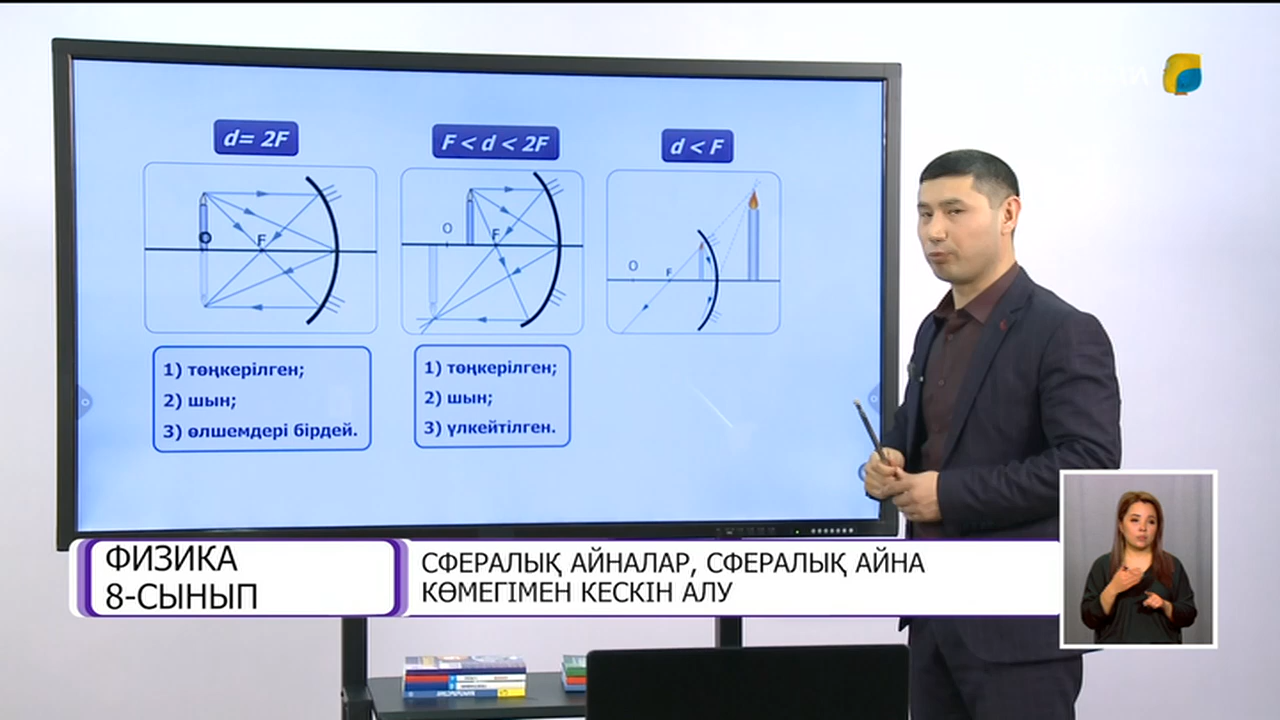 d= 2F
F < d < 2F
d < F
O
F
O
F
O
F
1) төңкерілген;
2) шын;
3) өлшемдері бірдей.
1) төңкерілген;
2) шын;
3) үлкейтілген.
ФИЗИКА
8-СЫНЫП
СФЕРАЛЫҚ АЙНАЛАР, СФЕРАЛЫҚ АЙНА
КӨМЕГІМЕН КЕСКІН АЛУ